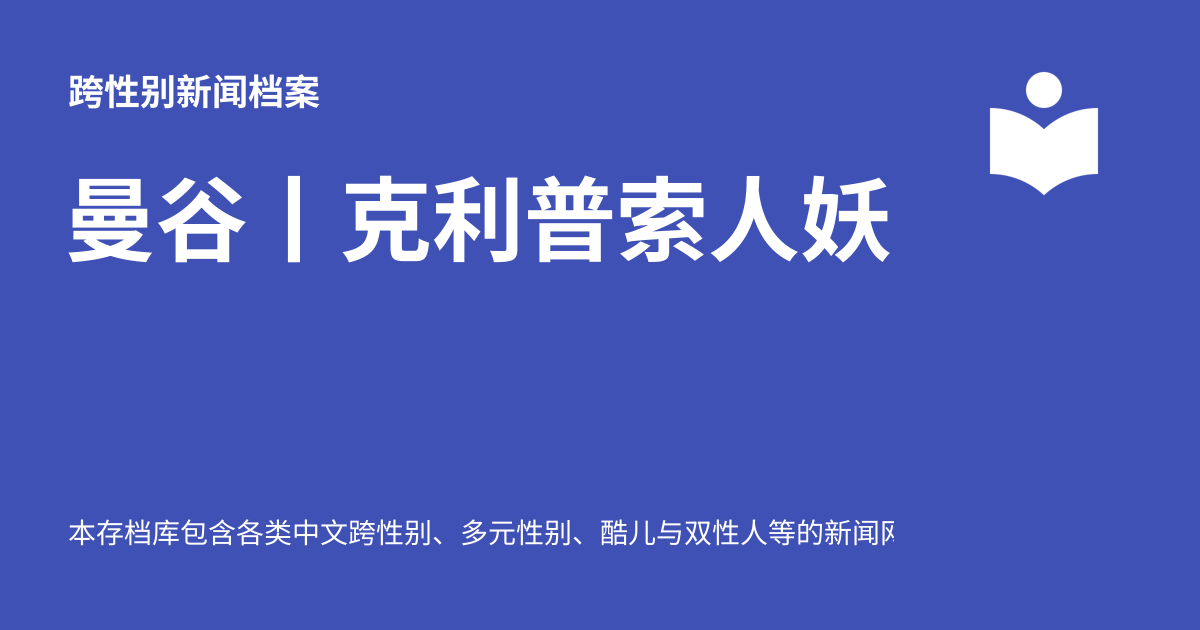 跨性别新闻档案
曼谷丨克利普索人妖
本存档库包含各类中文跨性别、多元性别、酷儿与双性人等的新闻网